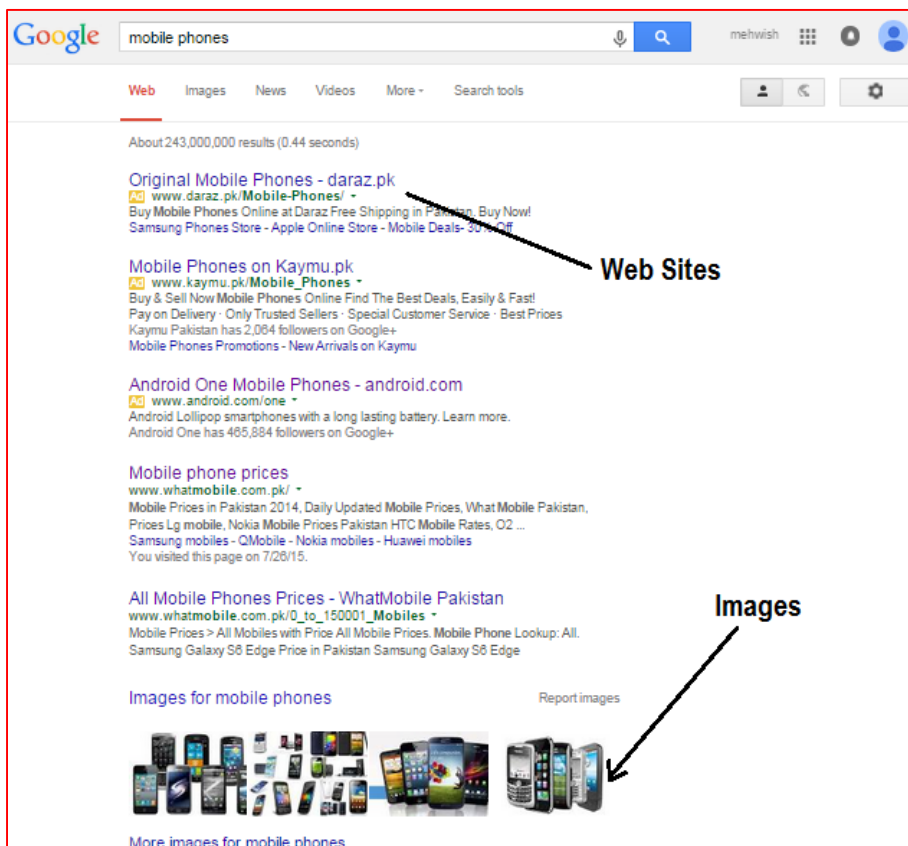 Google mobile phones mehwish
Web Images News Videos More Search tools
About 243,000,000 results (0.44 seconds)
Original Mobile Phones - daraz.pk
Ad www.daraz.pk/Mobile-Phones/
Buy Mobile Phones Online at Daraz Free Shipping in Pakistan. Buy Now!
Samsung Phones Store - Apple Online Store - Mobile Deals- 30% Off
Web Sites
Mobile Phones on Kaymu.pk
Ad www.kaymu.pk/Mobile_Phones
Buy & Sell Now Mobile Phones Online Find The Best Deals, Easily & Fast!
Pay on Delivery · Only Trusted Sellers · Special Customer Service · Best Prices
Kaymu Pakistan has 2,064 followers on Google+
Mobile Phones Promotions - New Arrivals on Kaymu
Android One Mobile Phones - android.com
Ad www.android.com/one
Android Lollipop smartphones with a long lasting battery. Learn more.
Android One has 465,884 followers on Google+
Mobile phone prices
www.whatmobile.com.pk/
Mobile Prices in Pakistan 2014, Daily Updated Mobile Prices, What Mobile Pakistan,
Prices Lg mobile, Nokia Mobile Prices Pakistan HTC Mobile Rates, O2 ...
Samsung mobiles - QMobile - Nokia mobiles - Huawei mobiles
You visited this page on 7/26/15.
All Mobile Phones Prices - WhatMobile Pakistan
www.whatmobile.com.pk/0_to_150001_Mobiles
Mobile Prices > All Mobiles with Price All Mobile Prices. Mobile Phone Lookup: All.
Samsung Galaxy S6 Edge Price in Pakistan Samsung Galaxy S6 Edge
Images
Images for mobile phones Report images
More images for mobile phones